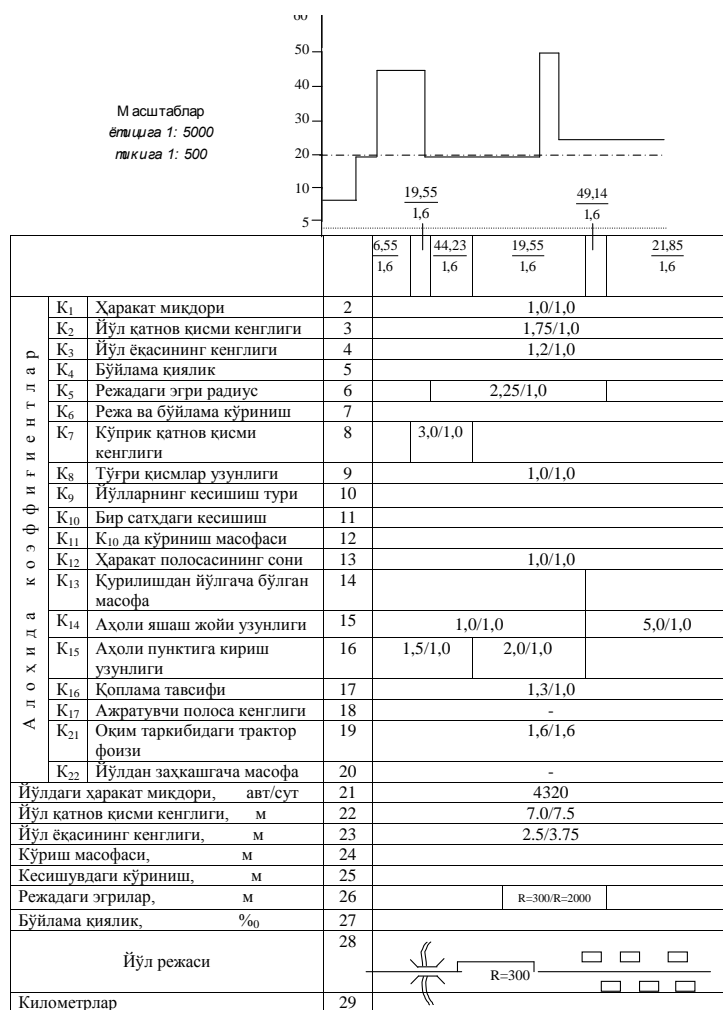 60
50
40
30
20
10
5
Масштаблар
ётиқига 1: 5000
тикига 1: 500
19,55
1,6
49,14
1,6
6,55
1,6
44,23
1,6
19,55
1,6
21,85
1,6
Алоҳида коэффиғиентлар
К1 Ҳаракат миқдори 2 1,0/1,0
К2 Йўл қатнов қисми кенглиги 3 1,75/1,0
К3 Йўл ёқасининг кенглиги 4 1,2/1,0
К4 Бўйлама қиялик 5
К5 Режадаги эгри радиус 6 2,25/1,0
К6 Режа ва бўйлама кўриниш 7
К7 Кўприк қатнов қисми 8 3,0/1,0
кенглиги
К8 Тўғри қисмлар узунлиги 9 1,0/1,0
К9 Йўлларнинг кесишиш тури 10
К10 Бир сатҳдаги кесишиш 11
К11 К10 да кўриниш масофаси 12
К12 Ҳаракат полосасининг сони 13 1,0/1,0
К13 Қурилишдан йўлгача бўлган 14
масофа
К14 Аҳоли яшаш жойи узунлиги 15 1,0/1,0 5,0/1,0
К15 Аҳоли пунктига кириш 16 1,5/1,0 2,0/1,0
узунлиги
К16 Қоплама тавсифи 17 1,3/1,0
К17 Ажратувчи полоса кенглиги 18 -
К21 Оқим таркибидаги трактор 19 1,6/1,6
фоизи
К22 Йўлдан заҳкашгача масофа 20 -
Йўлдаги ҳаракат миқдори, авт/сут 21 4320
Йўл қатнов қисми кенглиги, м 22 7.0/7.5
Йўл ёқасининг кенглиги, м 23 2.5/3.75
Кўриш масофаси, м 24
Кесишувдаги кўриниш, м 25
Режадаги эгрилар, м 26 R=300/R=2000
Бўйлама қиялик, %0 27
Йўл режаси 28 R=300
Километрлар 29